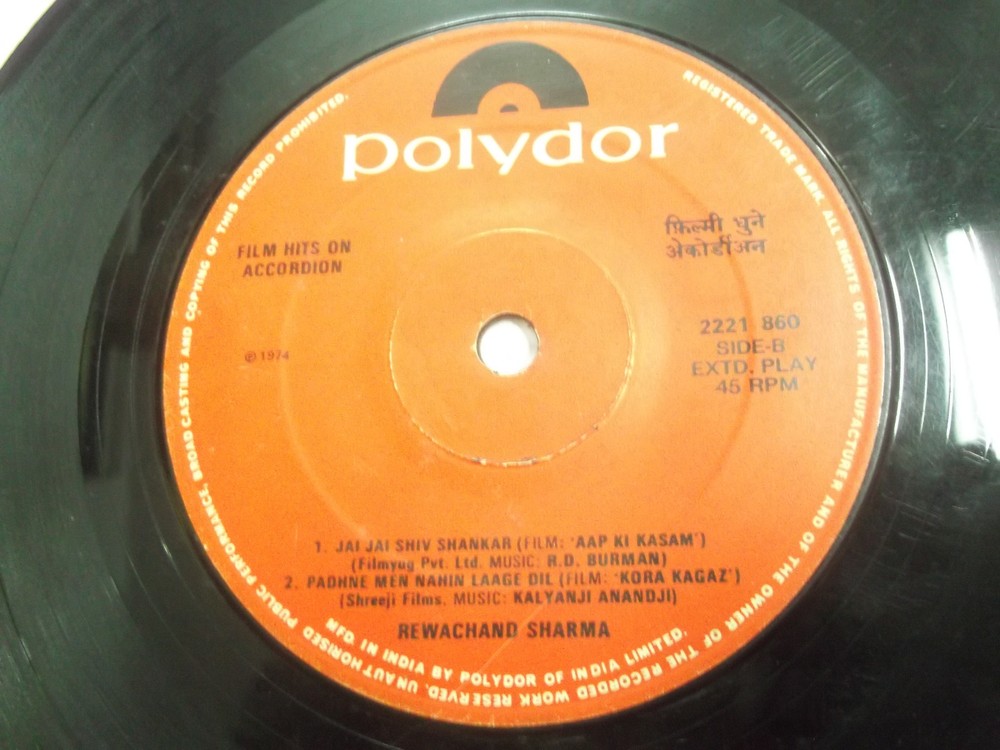 polydor
FILM HITS ON
ACCORDION
फ़िल्मी धुने
अेकोर्डीअन
℗ 1974
2221 860
SIDE-B
EXTD. PLAY
45 RPM
1. JAI JAI SHIV SHANKAR (FILM: 'AAP KI KASAM')
(Filmyug Pvt. Ltd. MUSIC: R.D. BURMAN)
2. PADHNE MEN NAHIN LAAGE DIL (FILM: 'KORA KAGAZ')
(Shreeji Films. MUSIC: KALYANJI ANANDJI)
REWACHAND SHARMA
REGISTERED TRADE MARK. ALL RIGHTS OF THE MANUFACTURER AND OF THE OWNER OF THE RECORDED WORK RESERVED. UNAUTHORISED PUBLIC PERFORMANCE, BROADCASTING AND COPYING OF THIS RECORD PROHIBITED.
MFD. IN INDIA BY POLYDOR OF INDIA LIMITED.